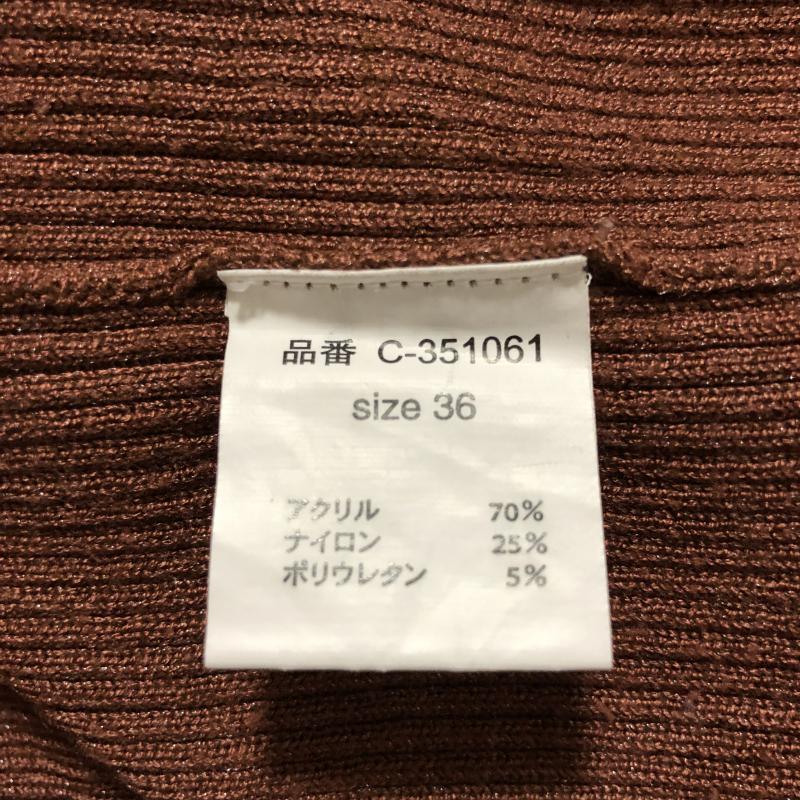 品番 C-351061
size 36
アクリル 70%
ナイロン 25%
ポリウレタン 5%